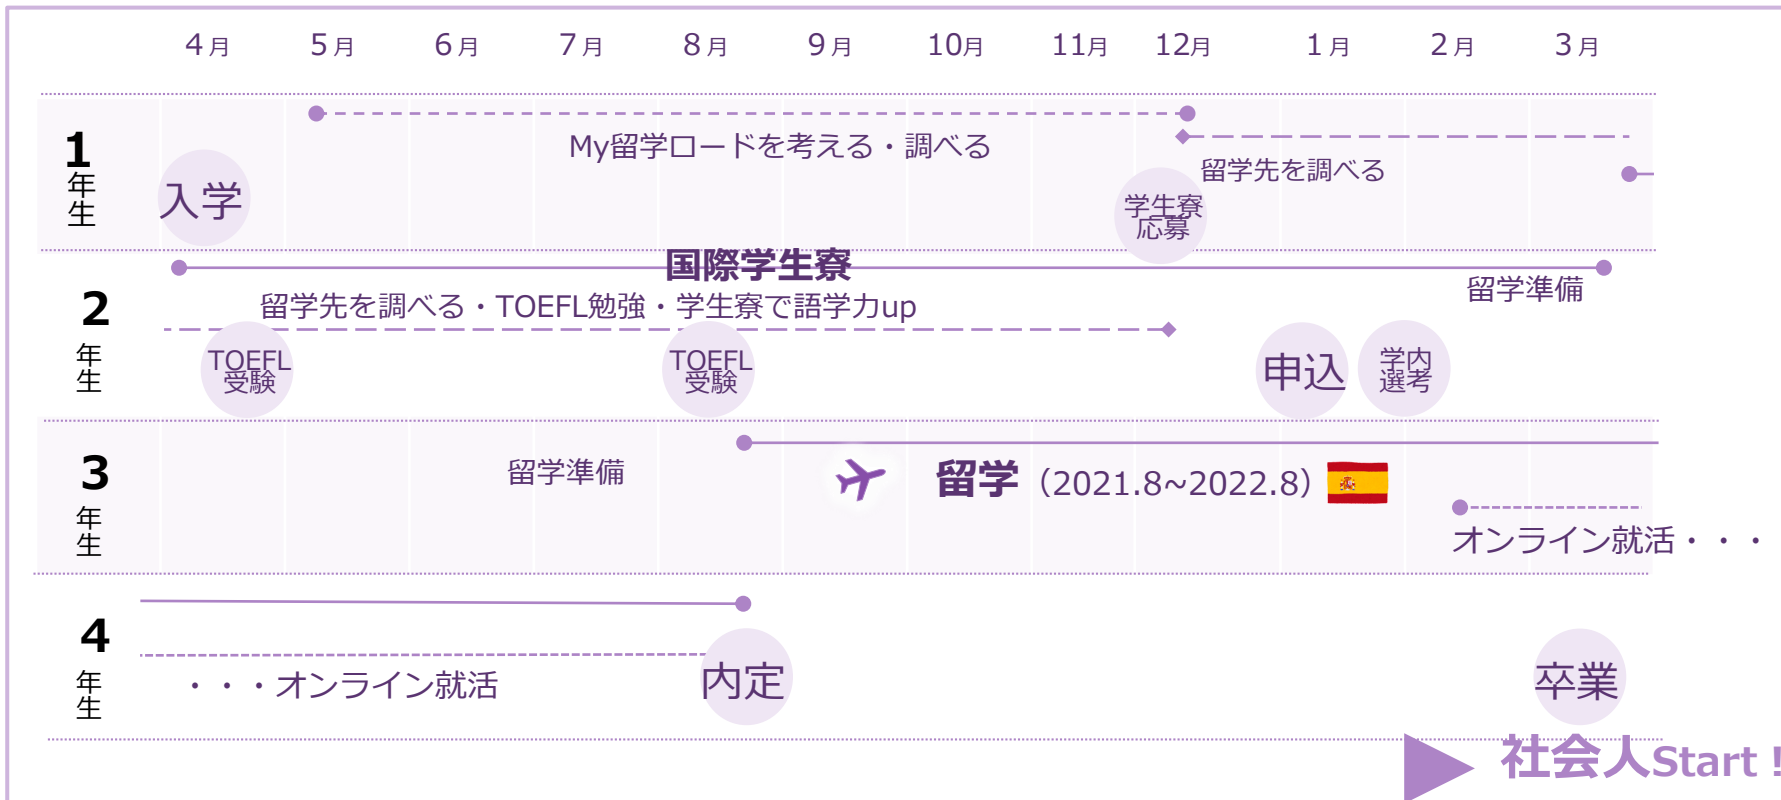 4月 5月 6月 7月 8月 9月 10月 11月 12月 1月 2月 3月
1年生
My留学ロードを考える・調べる
留学先を調べる
入学
学生寮
応募
国際学生寮
2年生
留学先を調べる・TOEFL勉強・学生寮で語学力up
留学準備
TOEFL
受験
TOEFL
受験
申込
学内
選考
3年生
留学準備
留学（2021.8~2022.8）
オンライン就活・・・
4年生
・・・オンライン就活
内定
卒業
社会人Start！